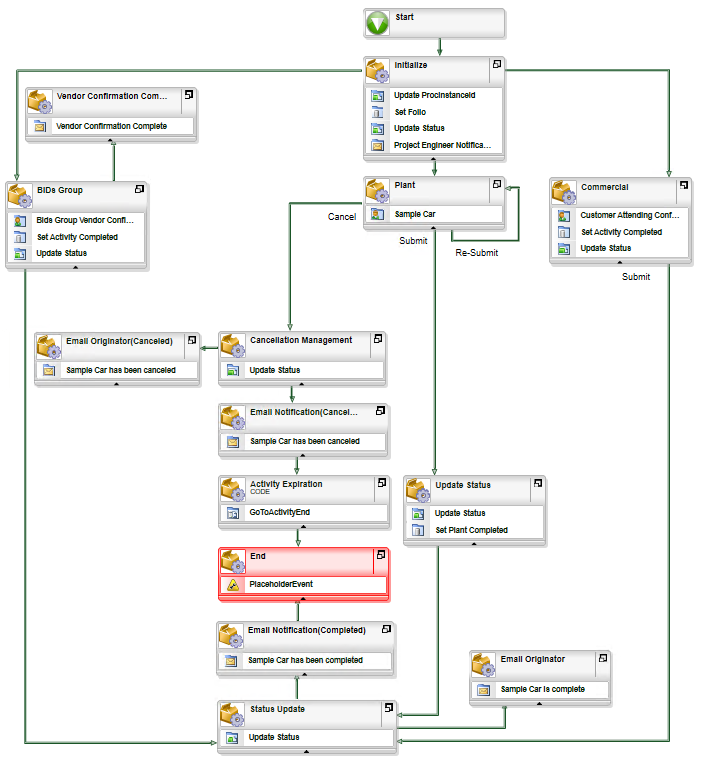 Start
Initialize
Update ProcInstanceId
Set Folio
Update Status
Project Engineer Notifica...
Vendor Confirmation Com...
Vendor Confirmation Complete
BIDs Group
Bids Group Vendor Confi...
Set Activity Completed
Update Status
Plant
Sample Car
Commercial
Customer Attending Conf...
Set Activity Completed
Update Status
Cancel
Submit
Re-Submit
Submit
Email Originator(Canceled)
Sample Car has been canceled
Cancellation Management
Update Status
Email Notification(Cancel...
Sample Car has been canceled
Activity Expiration
CODE
GoToActivityEnd
Update Status
Update Status
Set Plant Completed
End
PlaceholderEvent
Email Notification(Completed)
Sample Car has been completed
Email Originator
Sample Car is complete
Status Update
Update Status